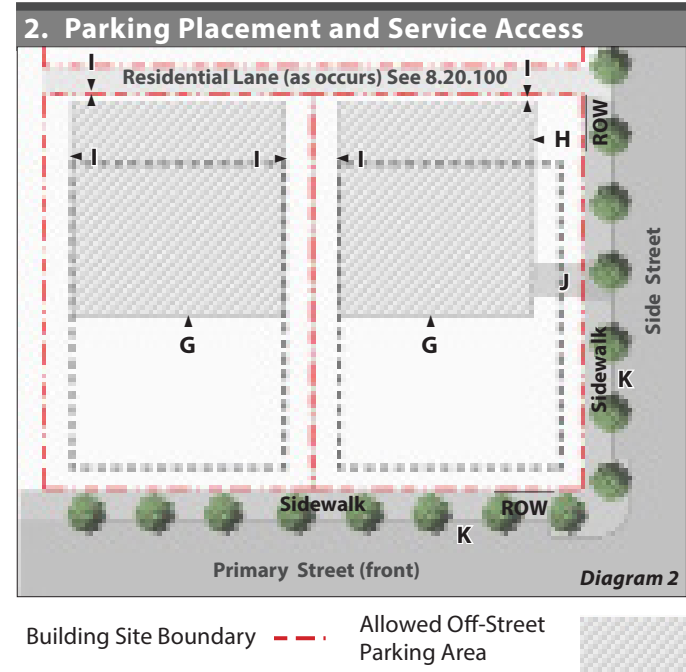 2. Parking Placement and Service Access
I
I
Residential Lane (as occurs) See 8.20.100
ROW
H
I
I
I
J
Side Street
G
G
Sidewalk
K
Sidewalk
ROW
K
Primary Street (front)
Diagram 2
Building Site Boundary
Allowed Off-Street
Parking Area